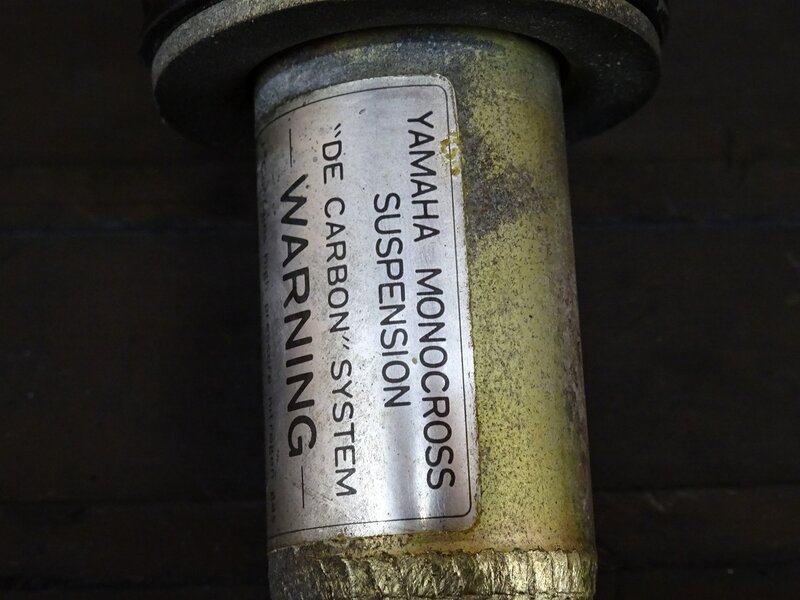 YAMAHA MONOCROSS
SUSPENSION
"DE CARBON" SYSTEM
— WARNING —